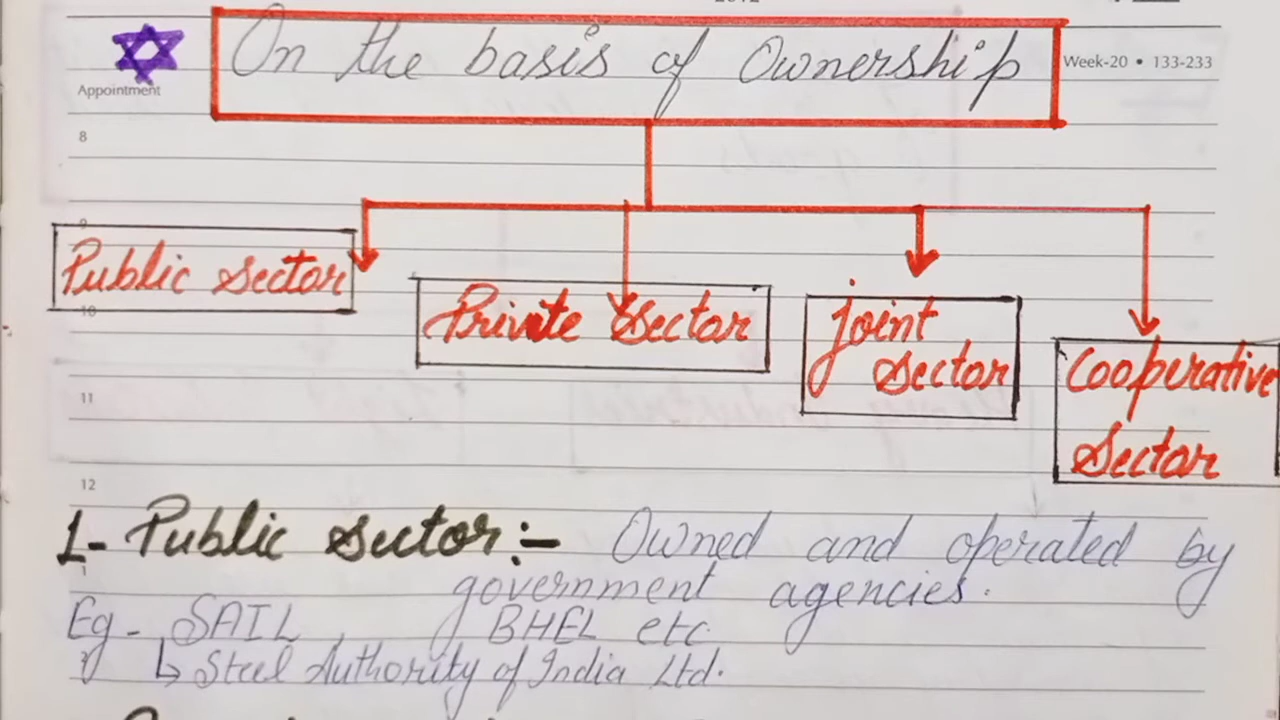 On the basis of Ownership
Week-20 • 133-233
Appointment
8
9
Public Sector
10
Private Sector
Joint
Sector
Cooperative
Sector
11
12
1- Public Sector:- Owned and operated by
government agencies.
1
Eg- SAIL, BHEL etc.
↳ Steel Authority of India Ltd.